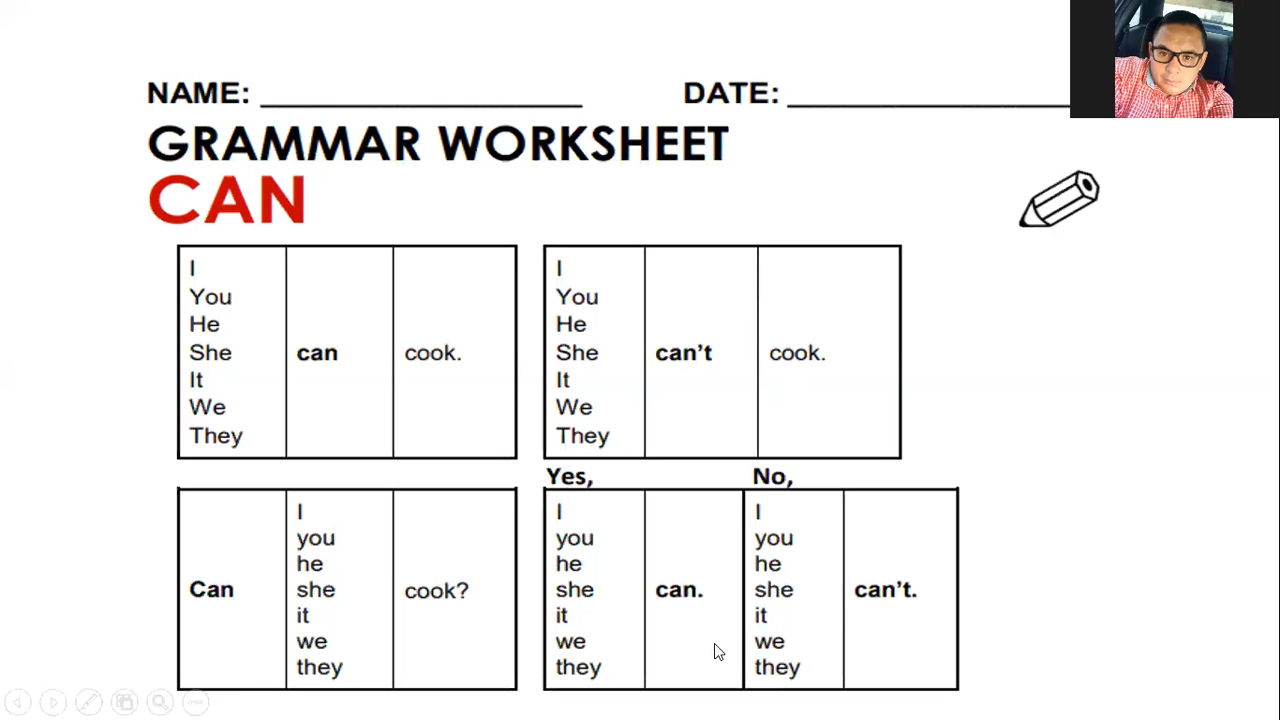 NAME: ____________________ DATE: ____________________
GRAMMAR WORKSHEET
CAN
I
You
He
She
It
We
They
can
cook.
I
You
He
She
It
We
They
can't
cook.
Can
I
you
he
she
it
we
they
cook?
Yes,
I
you
he
she
it
we
they
can.
No,
I
you
he
she
it
we
they
can't.